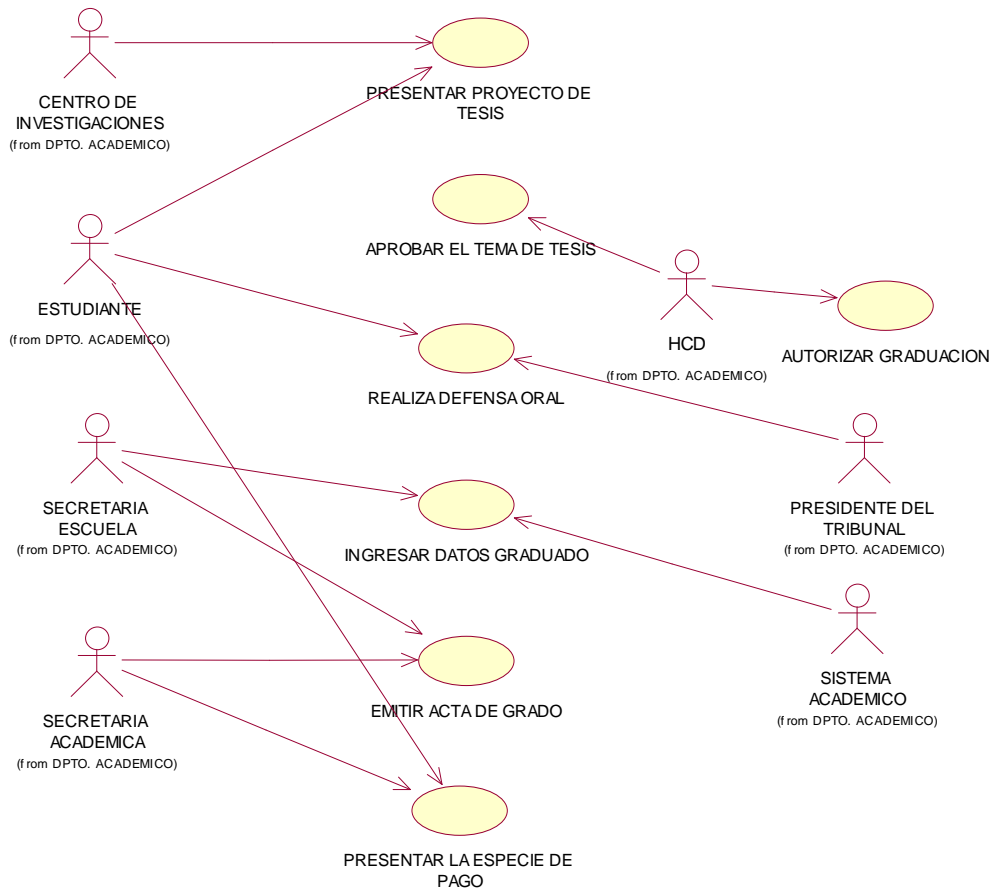 CENTRO DE
INVESTIGACIONES
(from DPTO. ACADEMICO)
PRESENTAR PROYECTO DE
TESIS
ESTUDIANTE
(from DPTO. ACADEMICO)
APROBAR EL TEMA DE TESIS
HCD
(from DPTO. ACADEMICO)
AUTORIZAR GRADUACION
REALIZA DEFENSA ORAL
SECRETARIA
ESCUELA
(from DPTO. ACADEMICO)
INGRESAR DATOS GRADUADO
PRESIDENTE DEL
TRIBUNAL
(from DPTO. ACADEMICO)
SECRETARIA
ACADEMICA
(from DPTO. ACADEMICO)
EMITIR ACTA DE GRADO
SISTEMA
ACADEMICO
(from DPTO. ACADEMICO)
PRESENTAR LA ESPECIE DE
PAGO